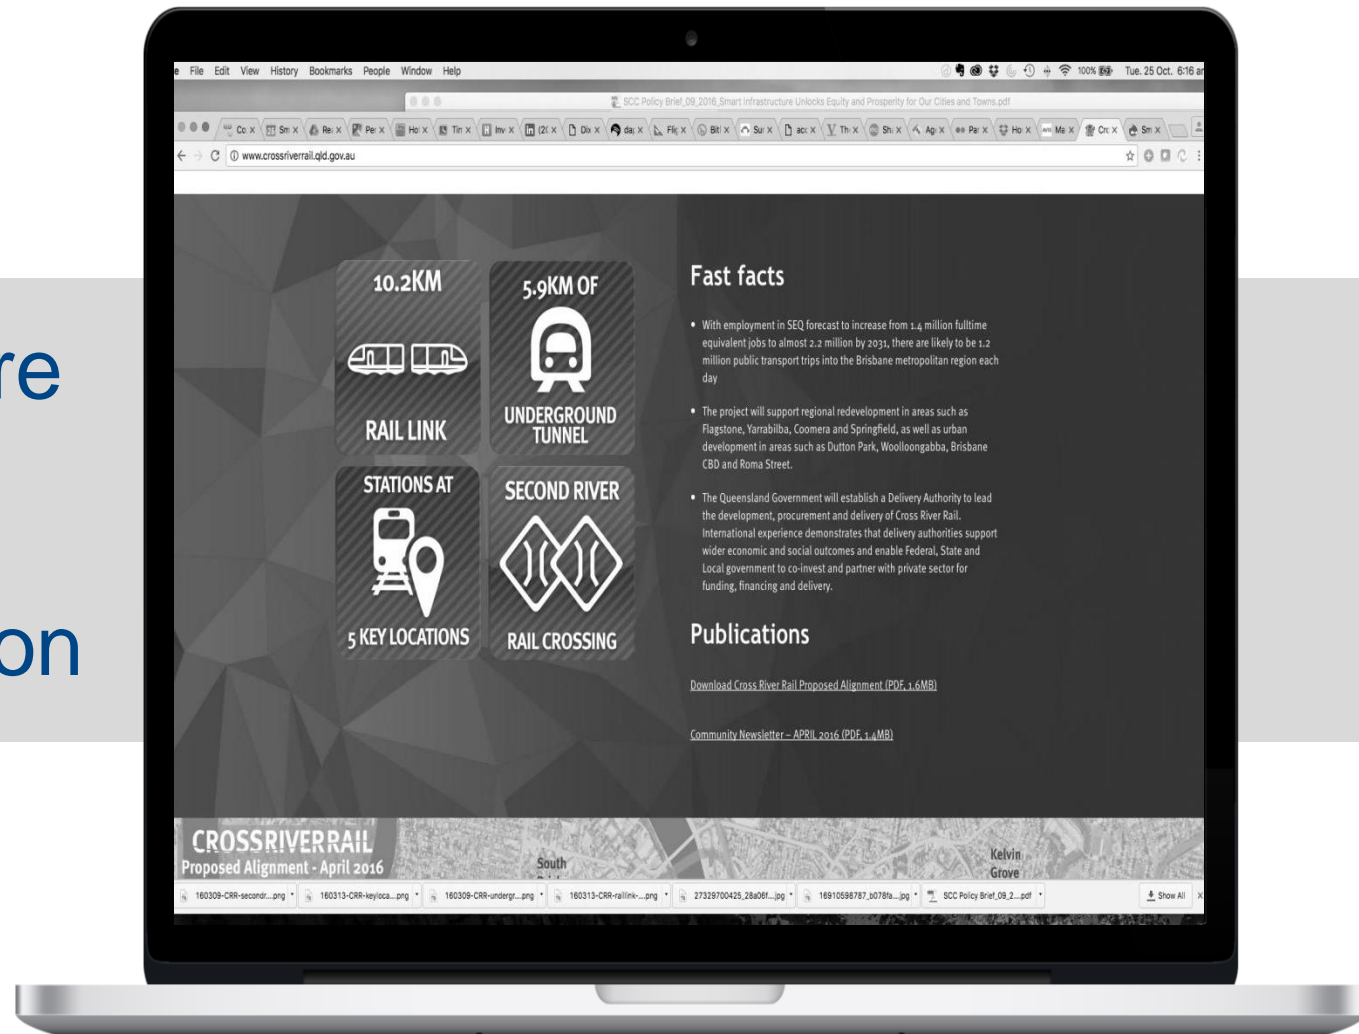 File Edit View History Bookmarks People Window Help
100%
Tue. 25 Oct. 6:16 am
SCC Policy Brief_09_2016_Smart Infrastructure Unlocks Equity and Prosperity for Our Cities and Towns.pdf
www.crossriverrail.qld.gov.au
re
on
10.2KM
RAIL LINK
5.9KM OF
UNDERGROUND
TUNNEL
STATIONS AT
5 KEY LOCATIONS
SECOND RIVER
RAIL CROSSING
Fast facts
• With employment in SEQ forecast to increase from 1.4 million fulltime
equivalent jobs to almost 2.2 million by 2031, there are likely to be 1.2
million public transport trips into the Brisbane metropolitan region each
day
• The project will support regional redevelopment in areas such as
Flagstone, Yarrabilba, Coomera and Springfield, as well as urban
development in areas such as Dutton Park, Woolloongabba, Brisbane
CBD and Roma Street.
• The Queensland Government will establish a Delivery Authority to lead
the development, procurement and delivery of Cross River Rail.
International experience demonstrates that delivery authorities support
wider economic and social outcomes and enable Federal, State and
Local government to co-invest and partner with private sector for
funding, financing and delivery.
Publications
Download Cross River Rail Proposed Alignment (PDF, 1.6MB)
Community Newsletter – APRIL 2016 (PDF, 1.4MB)
CROSSRIVERRAIL
Proposed Alignment - April 2016
South
Kelvin
Grove
160309-CRR-secondr...png
160313-CRR-keyloca...png
160309-CRR-undergr...png
160313-CRR-raillink-...png
27329700425_28a06f...jpg
16910598787_b078fa...jpg
SCC Policy Brief_09_2...pdf
Show All